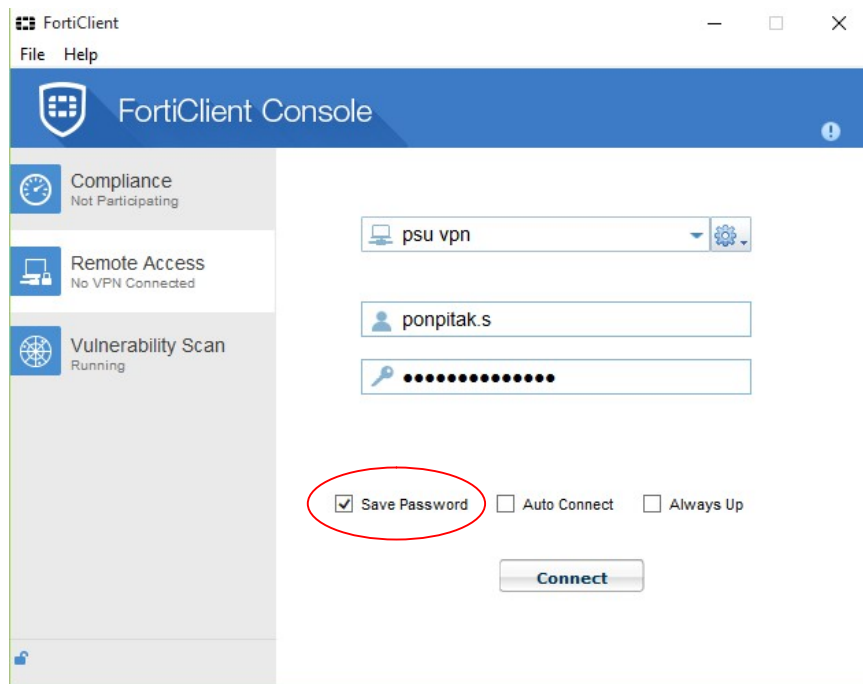 FortiClient
File Help
FortiClient Console
Compliance
Not Participating
Remote Access
No VPN Connected
Vulnerability Scan
Running
psu vpn
ponpitak.s
••••••••••••••
Save Password Auto Connect Always Up
Connect